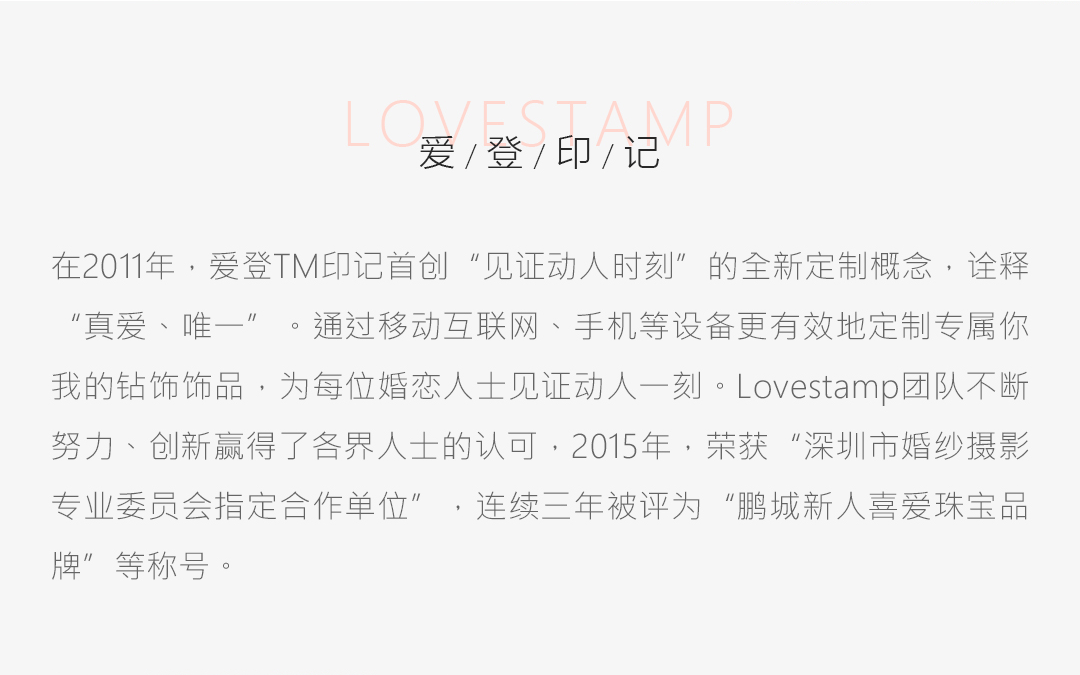 LOVESTAMP
爱/登/印/记
在2011年，爱登TM印记首创“见证动人时刻”的全新定制概念，诠释
“真爱、唯一”。通过移动互联网、手机等设备更有效地定制专属你
我的钻饰饰品，为每位婚恋人士见证动人一刻。Lovestamp团队不断
努力、创新赢得了各界人士的认可，2015年，荣获“深圳市婚纱摄影
专业委员会指定合作单位”，连续三年被评为“鹏城新人喜爱珠宝品
牌”等称号。